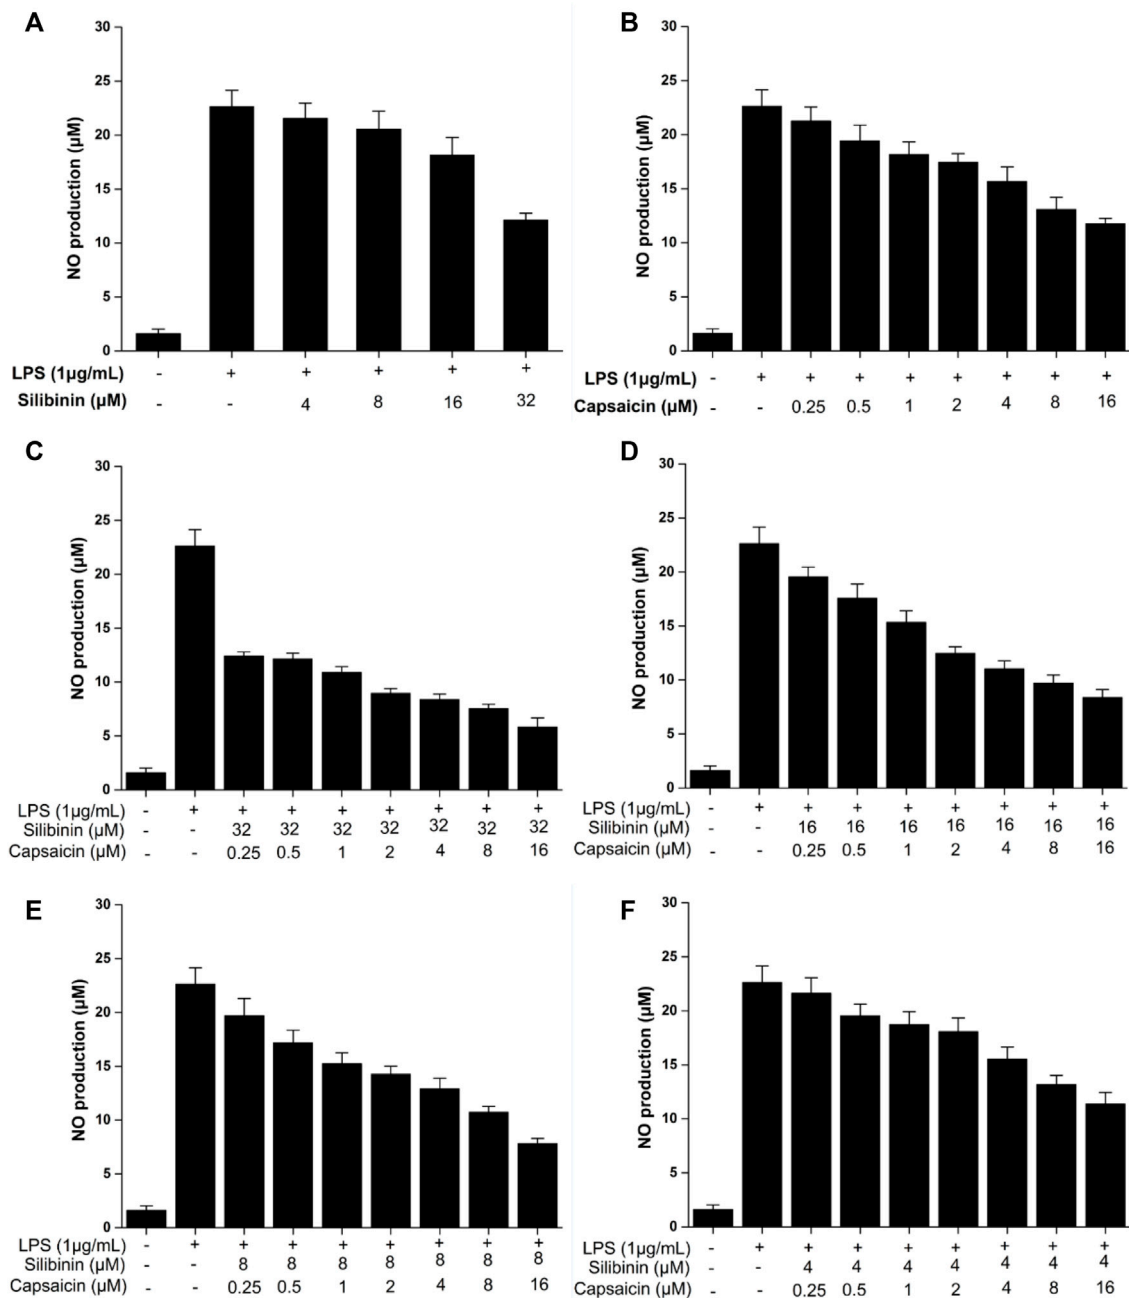 A
30
25
20
15
10
5
0
NO production (µM)
LPS (1µg/mL) - + + + + +
Silibinin (µM) - - 4 8 16 32
B
30
25
20
15
10
5
0
NO production (µM)
LPS (1µg/mL) - + + + + + + + +
Capsaicin (µM) - - 0.25 0.5 1 2 4 8 16
C
30
25
20
15
10
5
0
NO production (µM)
LPS (1µg/mL) - + + + + + + + +
Silibinin (µM) - - 32 32 32 32 32 32 32
Capsaicin (µM) - - 0.25 0.5 1 2 4 8 16
D
30
25
20
15
10
5
0
NO production (µM)
LPS (1µg/mL) - + + + + + + + +
Silibinin (µM) - - 16 16 16 16 16 16 16
Capsaicin (µM) - - 0.25 0.5 1 2 4 8 16
E
30
25
20
15
10
5
0
NO production (µM)
LPS (1µg/mL) - + + + + + + + +
Silibinin (µM) - - 8 8 8 8 8 8 8
Capsaicin (µM) - - 0.25 0.5 1 2 4 8 16
F
30
25
20
15
10
5
0
NO production (µM)
LPS (1µg/mL) - + + + + + + + +
Silibinin (µM) - - 4 4 4 4 4 4 4
Capsaicin (µM) - - 0.25 0.5 1 2 4 8 16